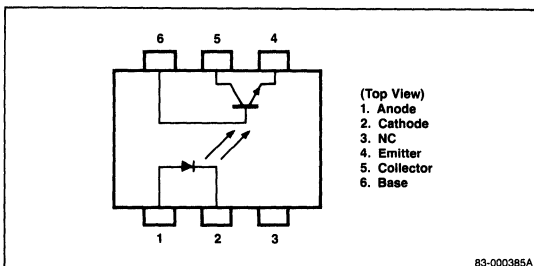 6 5 4
(Top View)
1. Anode
2. Cathode
3. NC
4. Emitter
5. Collector
6. Base
1 2 3
83-000385A